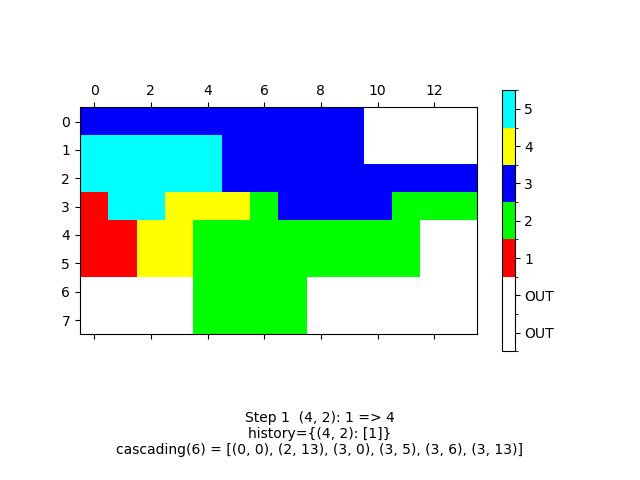 0 2 4 6 8 10 12
0
1
2
3
4
5
6
7
5
4
3
2
1
OUT
OUT
Step 1  (4, 2): 1 => 4
history={(4, 2): [1]}
cascading(6) = [(0, 0), (2, 13), (3, 0), (3, 5), (3, 6), (3, 13)]